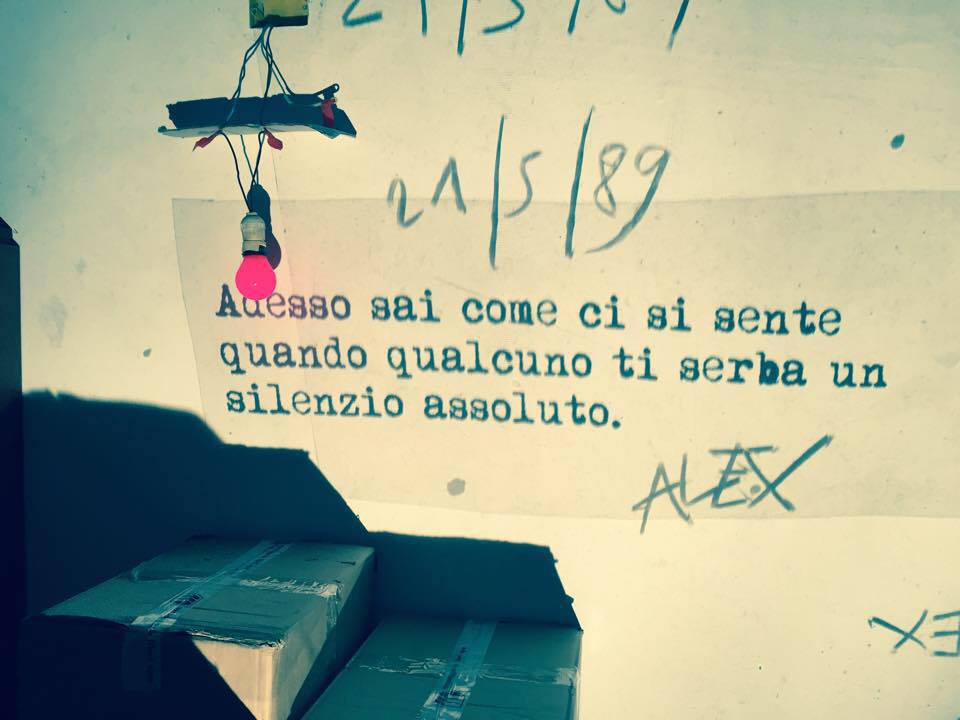 21/5/89
Adesso sai come ci si sente
quando qualcuno ti serba un
silenzio assoluto.
ALEX